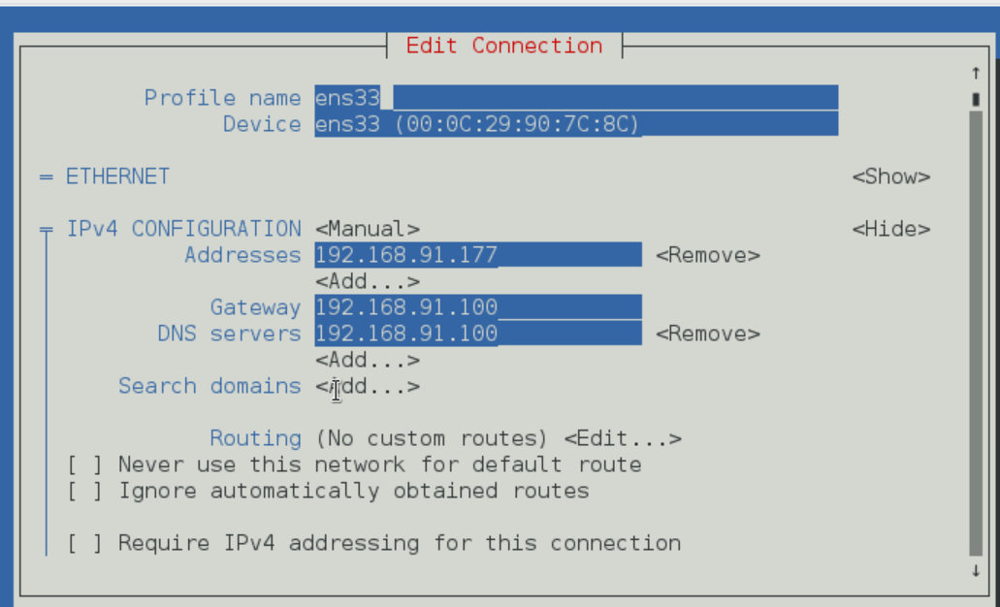 Edit Connection
Profile name ens33
Device ens33 (00:0C:29:90:7C:8C)
= ETHERNET <Show>
= IPv4 CONFIGURATION <Manual> <Hide>
Addresses 192.168.91.177 <Remove>
<Add...>
Gateway 192.168.91.100
DNS servers 192.168.91.100 <Remove>
<Add...>
Search domains <Add...>
Routing (No custom routes) <Edit...>
[ ] Never use this network for default route
[ ] Ignore automatically obtained routes
[ ] Require IPv4 addressing for this connection